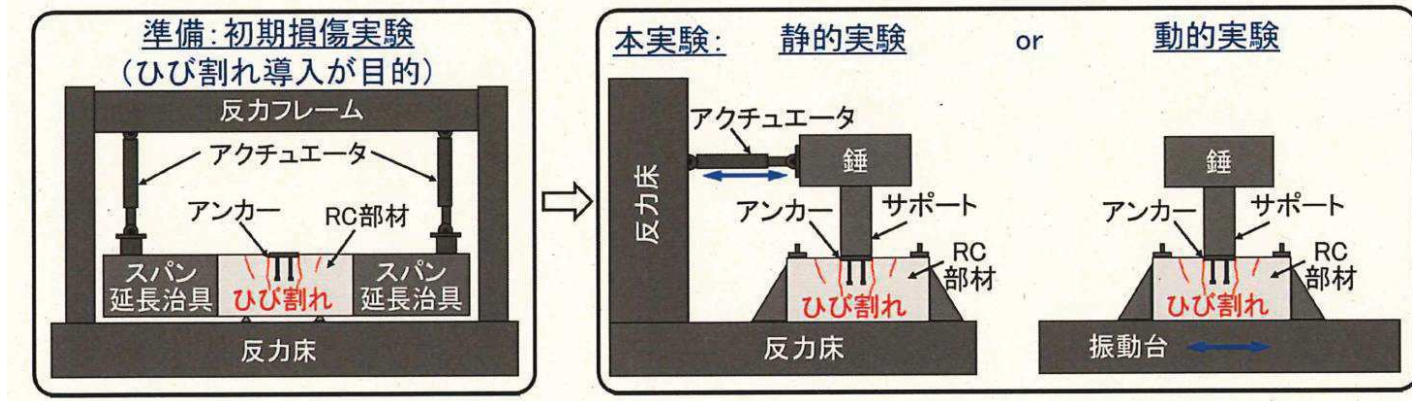 準備:初期損傷実験
(ひび割れ導入が目的)
反力フレーム
アクチュエータ
アンカー
RC部材
スパン
延長治具
ひび割れ
スパン
延長治具
反力床
本実験: 静的実験 or 動的実験
アクチュエータ
錘
反力床
アンカー
サポート
RC
部材
ひび割れ
反力床
錘
アンカー
サポート
RC
部材
ひび割れ
振動台